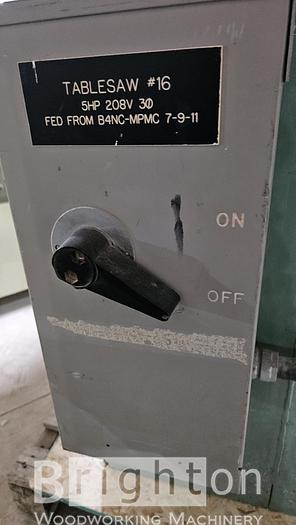 TABLESAW #16
5HP 208V 3Ø
FED FROM B4NC-MPMC 7-9-11
ON
OFF
Brighton
WOODWORKING MACHINERY